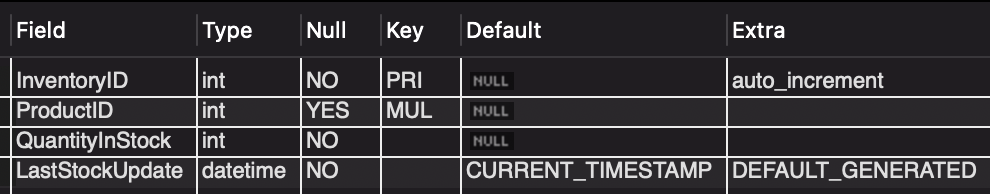 Field Type Null Key Default Extra
InventoryID int NO PRI NULL auto_increment
ProductID int YES MUL NULL
QuantityInStock int NO NULL
LastStockUpdate datetime NO CURRENT_TIMESTAMP DEFAULT_GENERATED